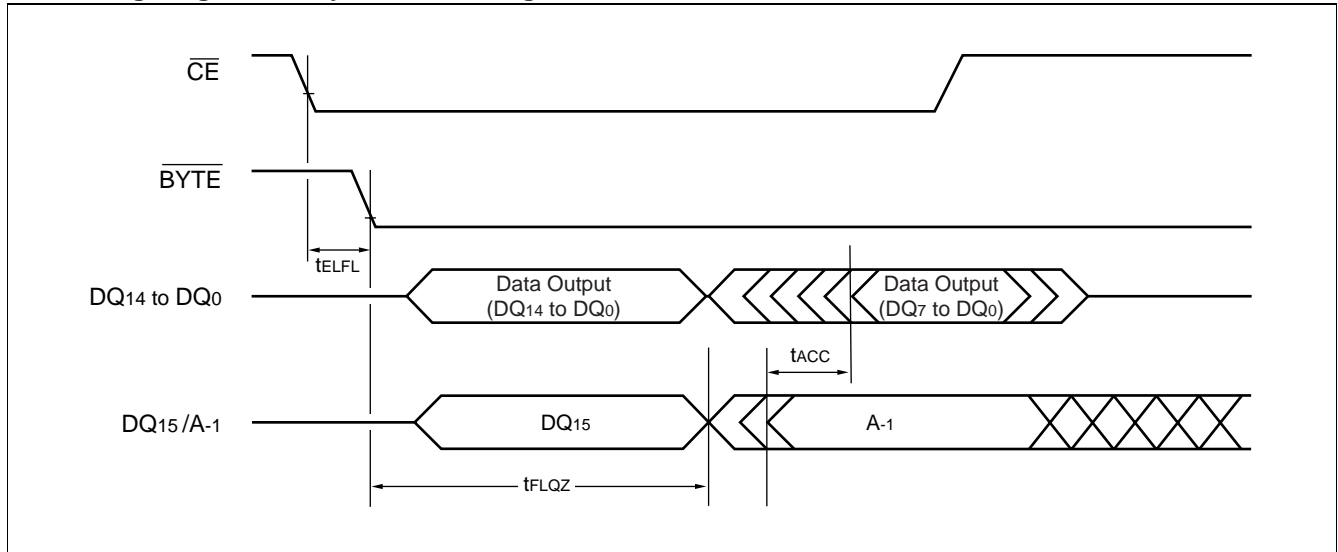 CE
BYTE
tELFL
DQ14 to DQ0
Data Output
(DQ14 to DQ0)
Data Output
(DQ7 to DQ0)
tACC
DQ15 /A-1
DQ15
A-1
tFLQZ